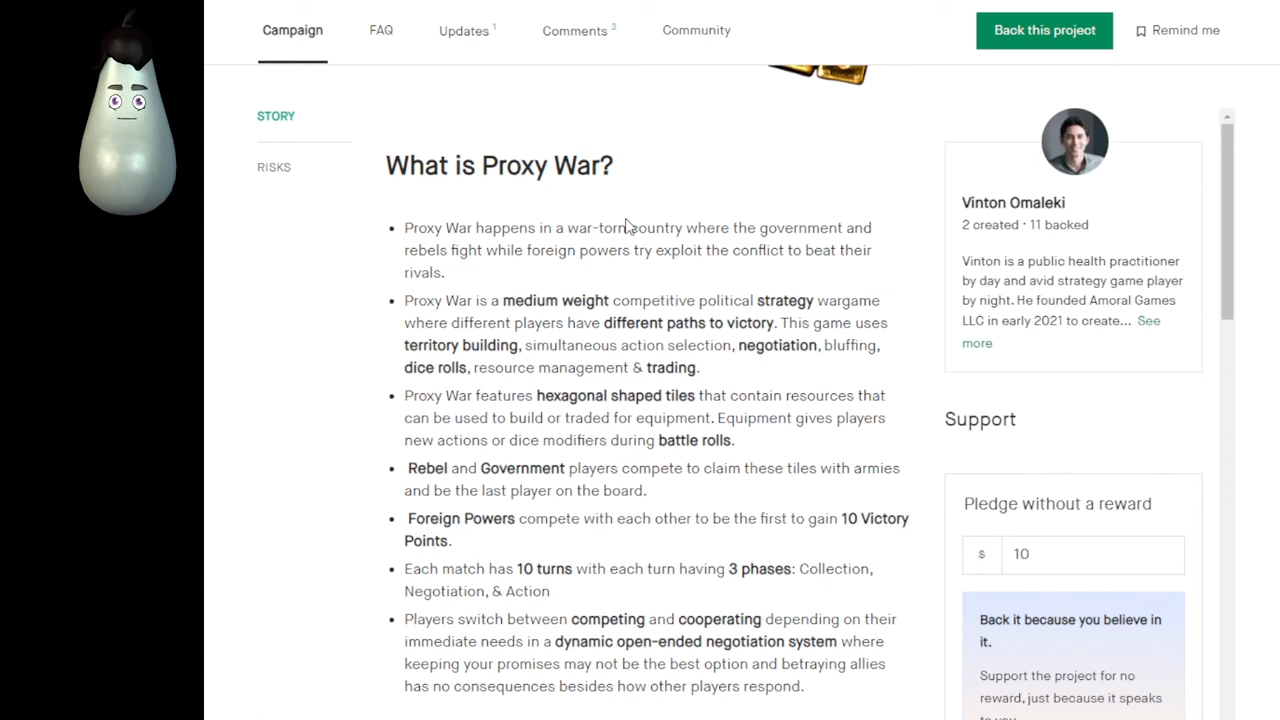 Campaign FAQ Updates 1 Comments 3 Community Back this project Remind me
STORY
RISKS
What is Proxy War?
Proxy War happens in a war-torn country where the government and
rebels fight while foreign powers try exploit the conflict to beat their
rivals.
Proxy War is a medium weight competitive political strategy wargame
where different players have different paths to victory. This game uses
territory building, simultaneous action selection, negotiation, bluffing,
dice rolls, resource management & trading.
Proxy War features hexagonal shaped tiles that contain resources that
can be used to build or traded for equipment. Equipment gives players
new actions or dice modifiers during battle rolls.
Rebel and Government players compete to claim these tiles with armies
and be the last player on the board.
Foreign Powers compete with each other to be the first to gain 10 Victory
Points.
Each match has 10 turns with each turn having 3 phases: Collection,
Negotiation, & Action
Players switch between competing and cooperating depending on their
immediate needs in a dynamic open-ended negotiation system where
keeping your promises may not be the best option and betraying allies
has no consequences besides how other players respond.
Vinton Omaleki
2 created · 11 backed
Vinton is a public health practitioner
by day and avid strategy game player
by night. He founded Amoral Games
LLC in early 2021 to create... See
more
Support
Pledge without a reward
$ 10
Back it because you believe in
it.
Support the project for no
reward, just because it speaks
to you.